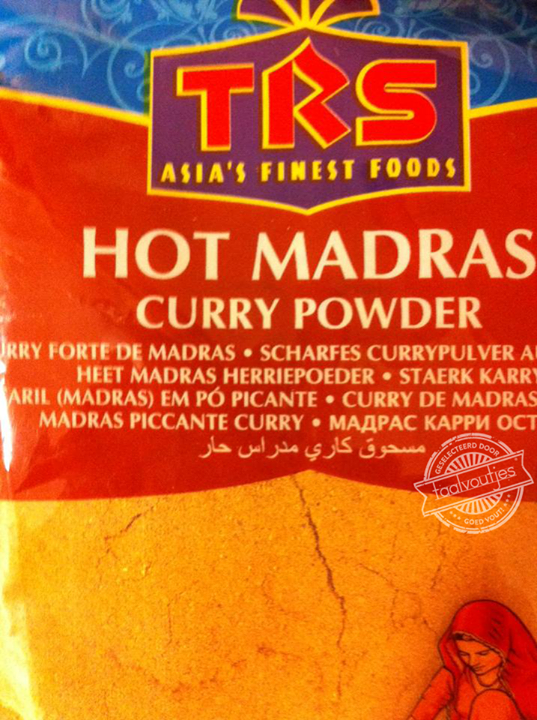 TRS
ASIA'S FINEST FOODS
HOT MADRAS
CURRY POWDER
RRY FORTE DE MADRAS • SCHARFES CURRYPULVER A
HEET MADRAS HERRIEPOEDER • STAERK KARRY
ARIL (MADRAS) EM PÓ PICANTE • CURRY DE MADRAS
MADRAS PICCANTE CURRY • МАДРАС КАРРИ ОСТ
مسحوق كاري مدراس حار
GESELECTEERD DOOR
taalvoutjes
GOED FOUT!